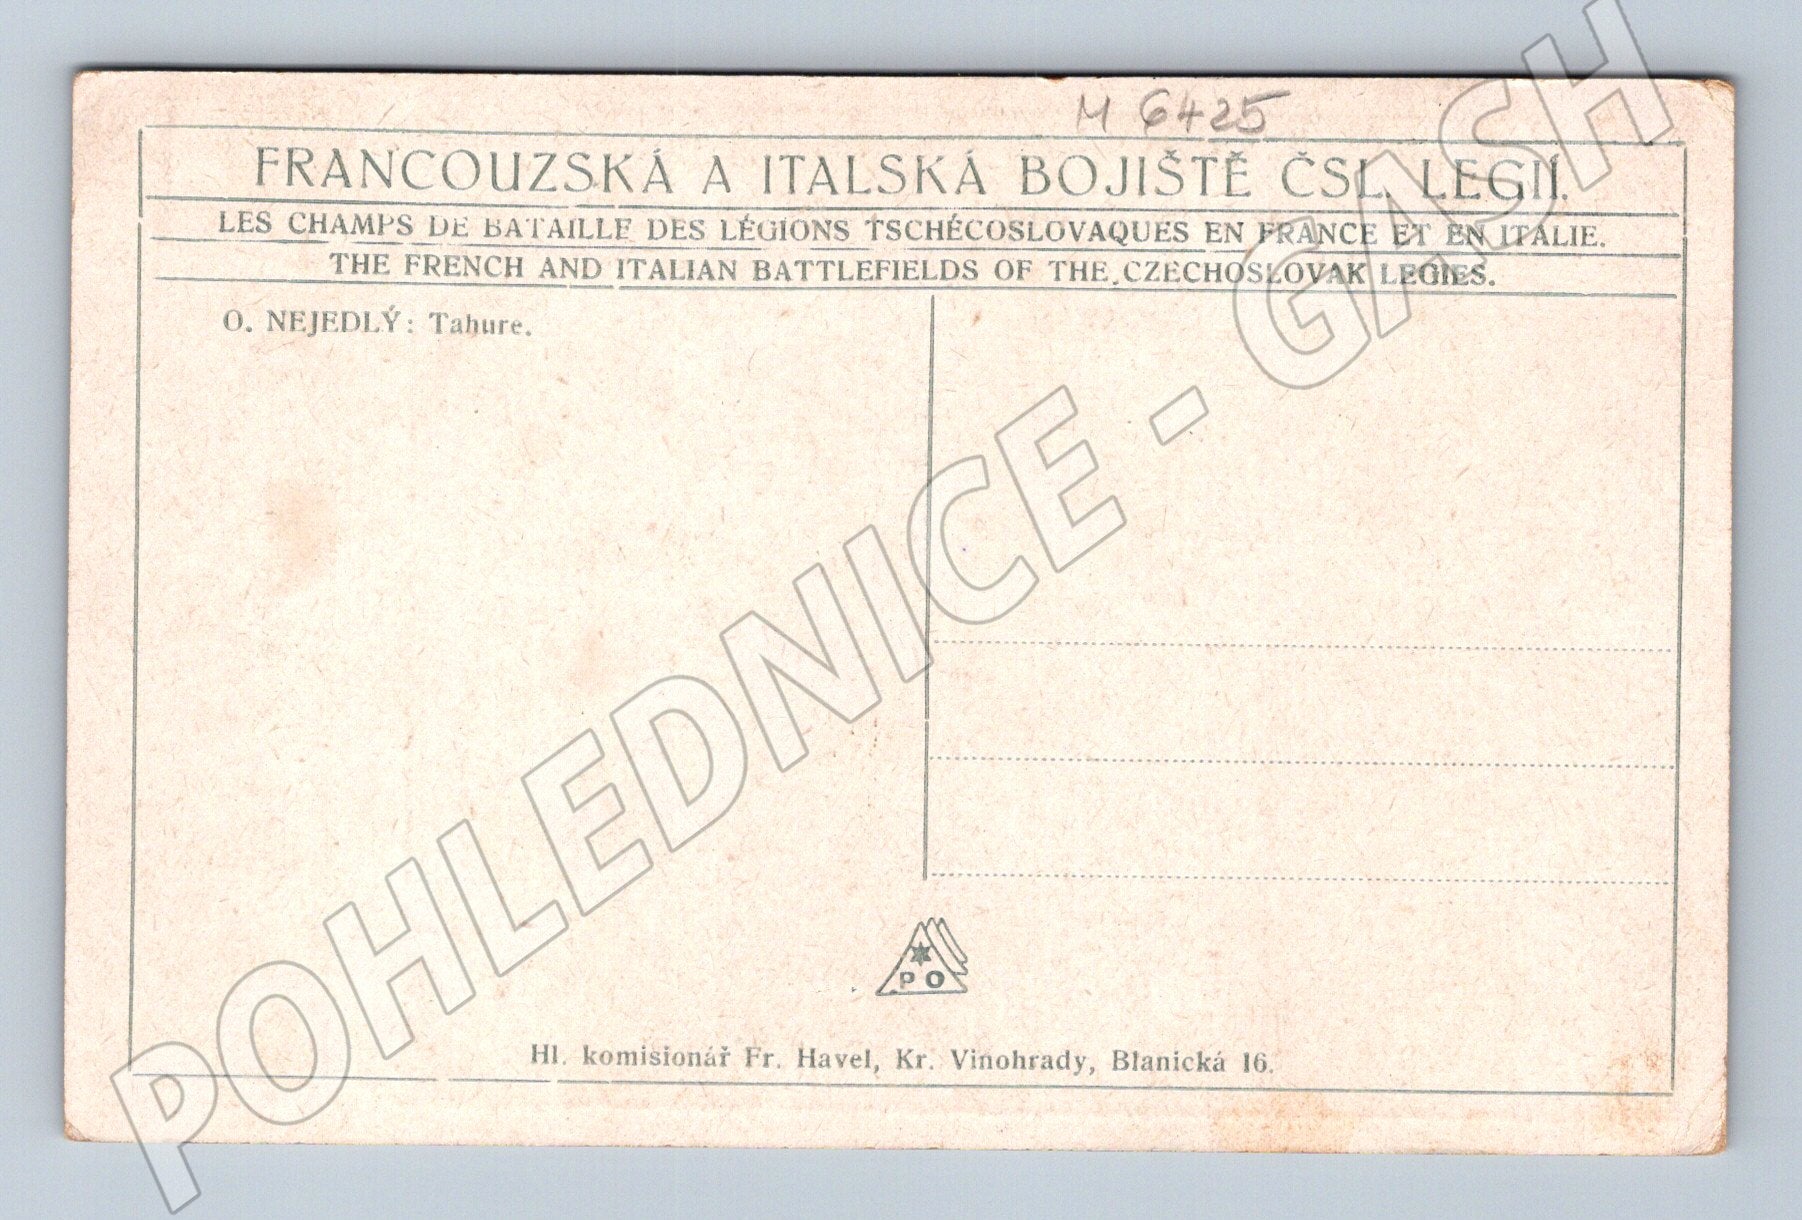 M 6425
FRANCOUZSKÁ A ITALSKÁ BOJIŠTĚ ČSL. LEGIÍ.
LES CHAMPS DE BATAILLE DES LÉGIONS TSCHÉCOSLOVAQUES EN FRANCE ET EN ITALIE.
THE FRENCH AND ITALIAN BATTLEFIELDS OF THE CZECHOSLOVAK LEGIES.
O. NEJEDLÝ: Tahure.
POHLEDNICE - GASH
PO
Hl. komisionář Fr. Havel, Kr. Vinohrady, Blanická 16.